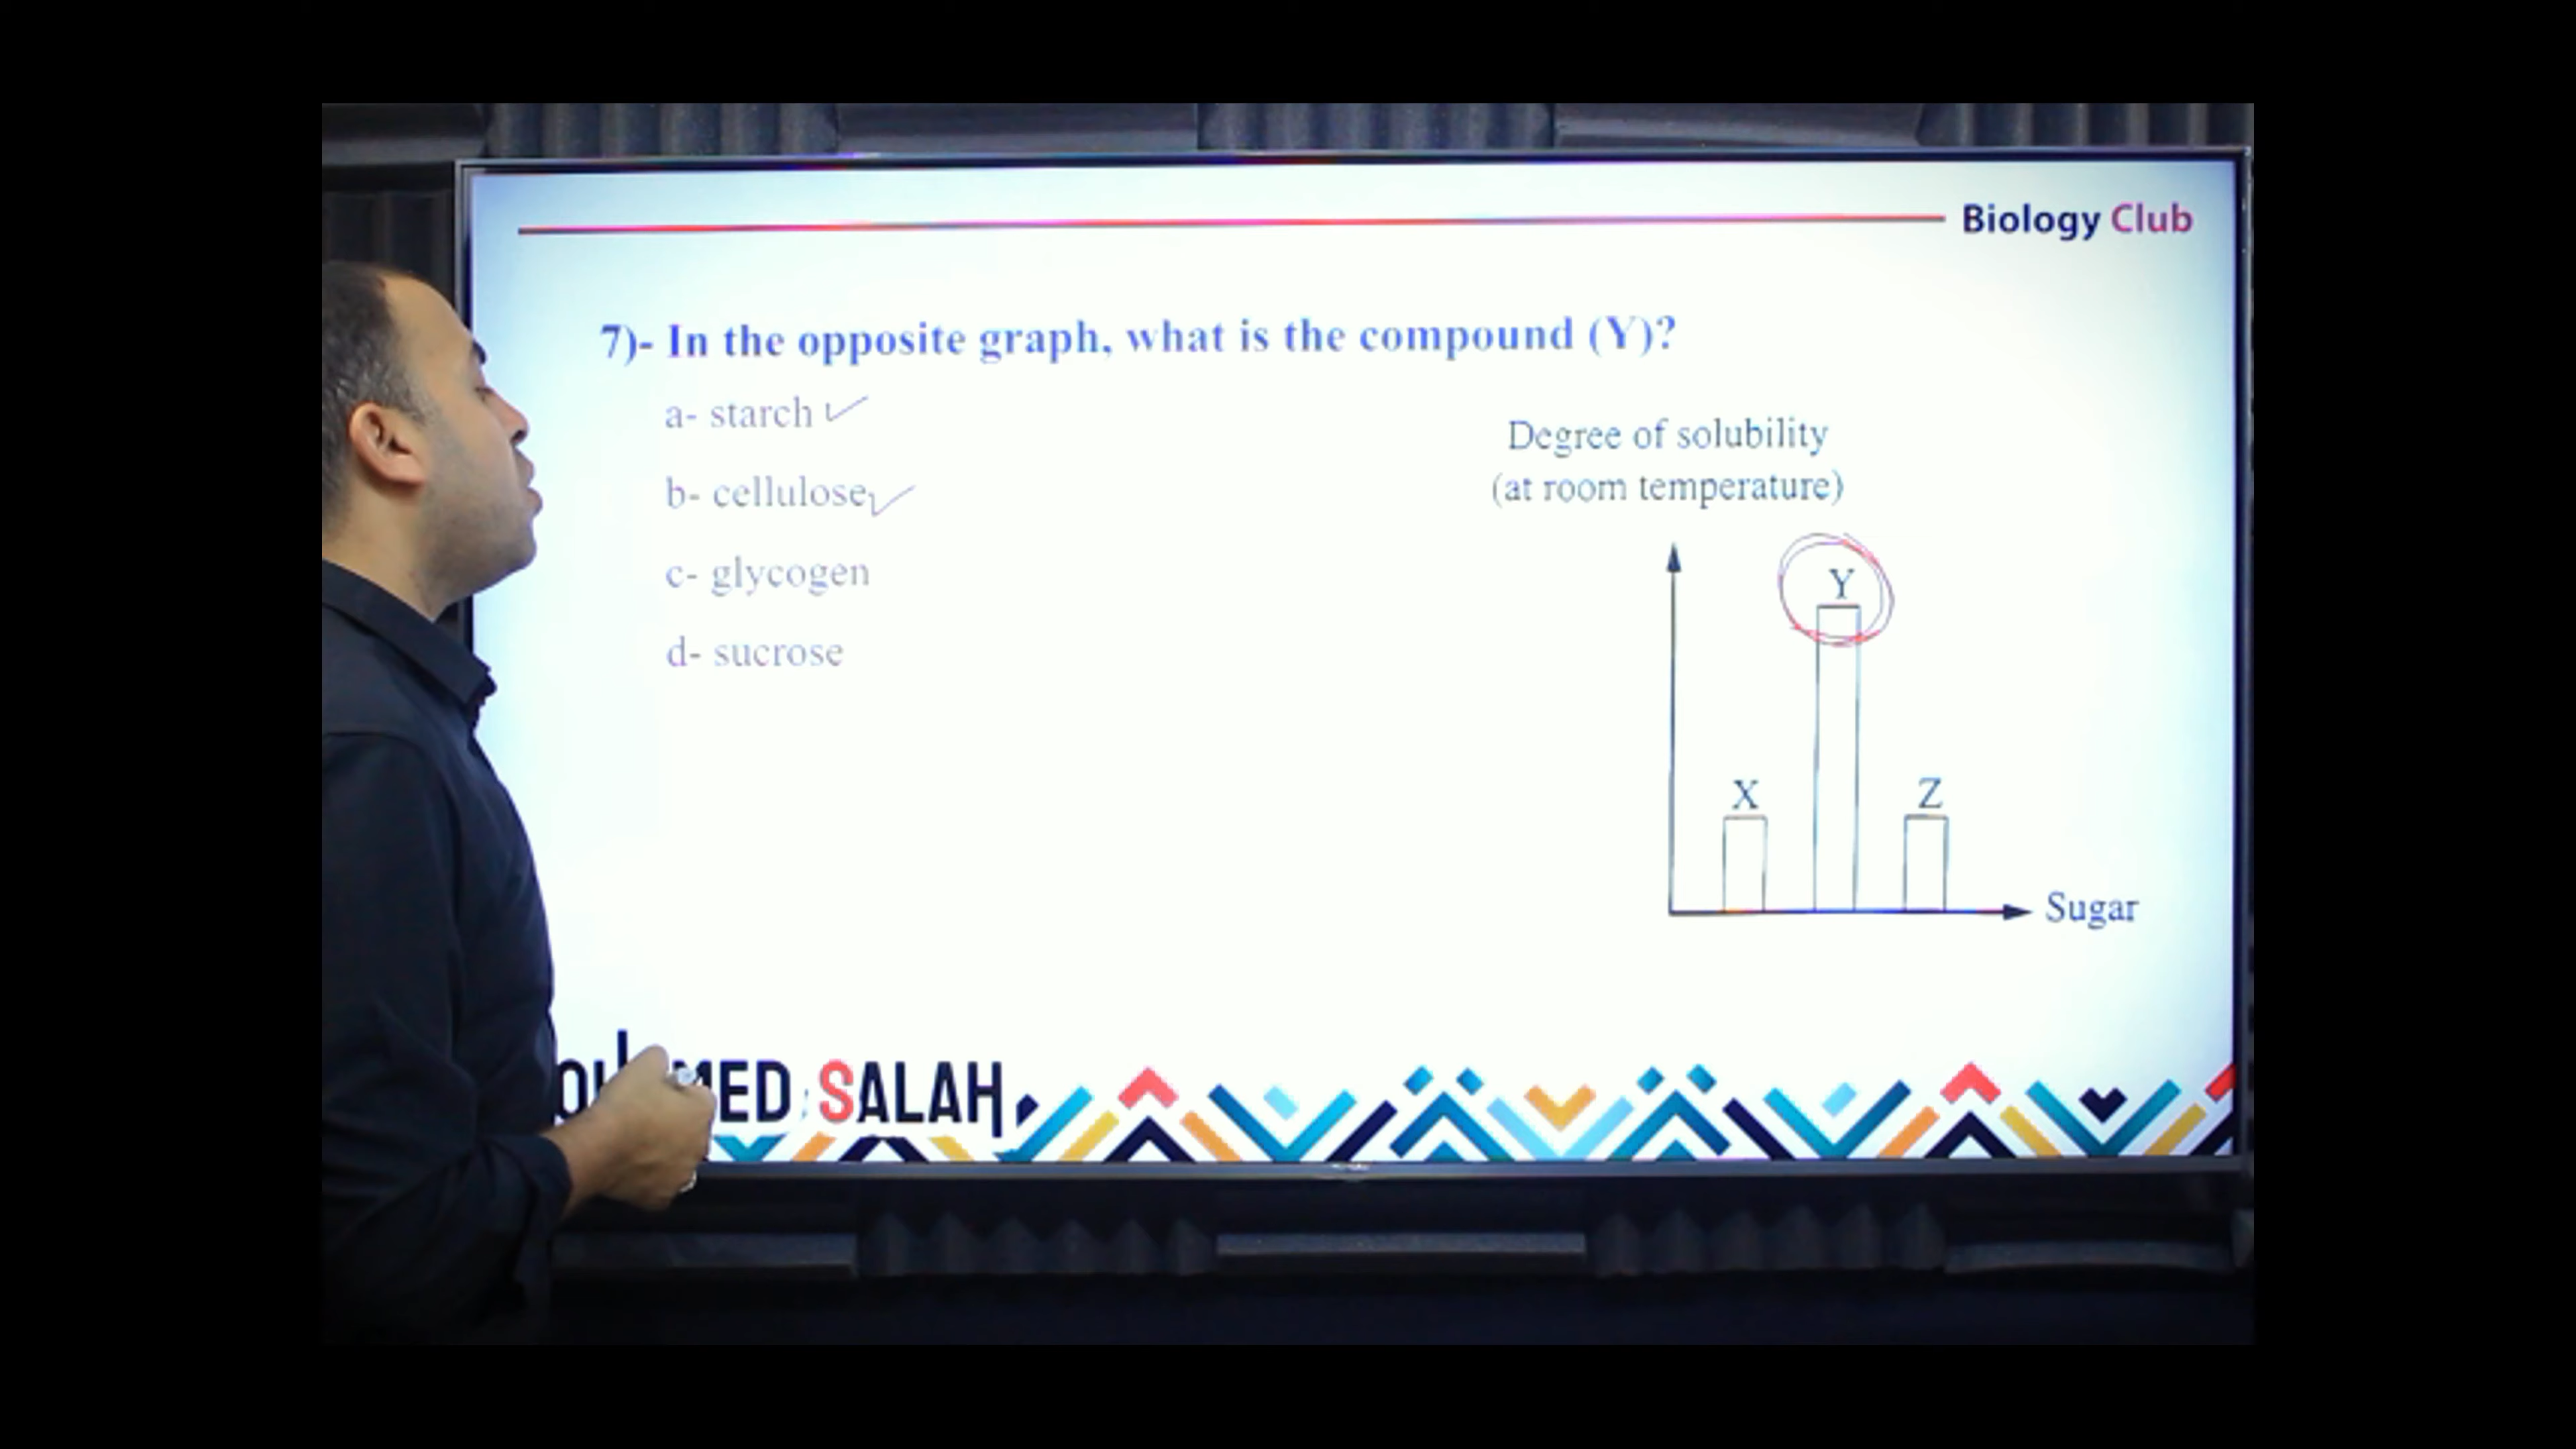 Biology Club
7)- In the opposite graph, what is the compound (Y)?
a- starch
b- cellulose
c- glycogen
d- sucrose
Degree of solubility
(at room temperature)
Y
X
Z
Sugar
SALAH